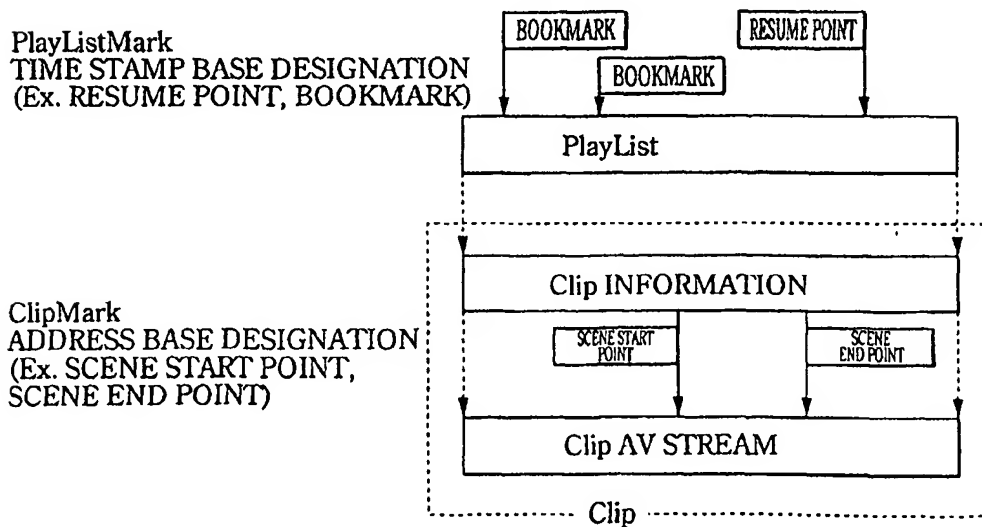 PlayListMark
TIME STAMP BASE DESIGNATION
(Ex. RESUME POINT, BOOKMARK)
BOOKMARK
RESUME POINT
BOOKMARK
PlayList
Clip INFORMATION
ClipMark
ADDRESS BASE DESIGNATION
(Ex. SCENE START POINT,
SCENE END POINT)
SCENE START
POINT
SCENE
END POINT
Clip AV STREAM
Clip